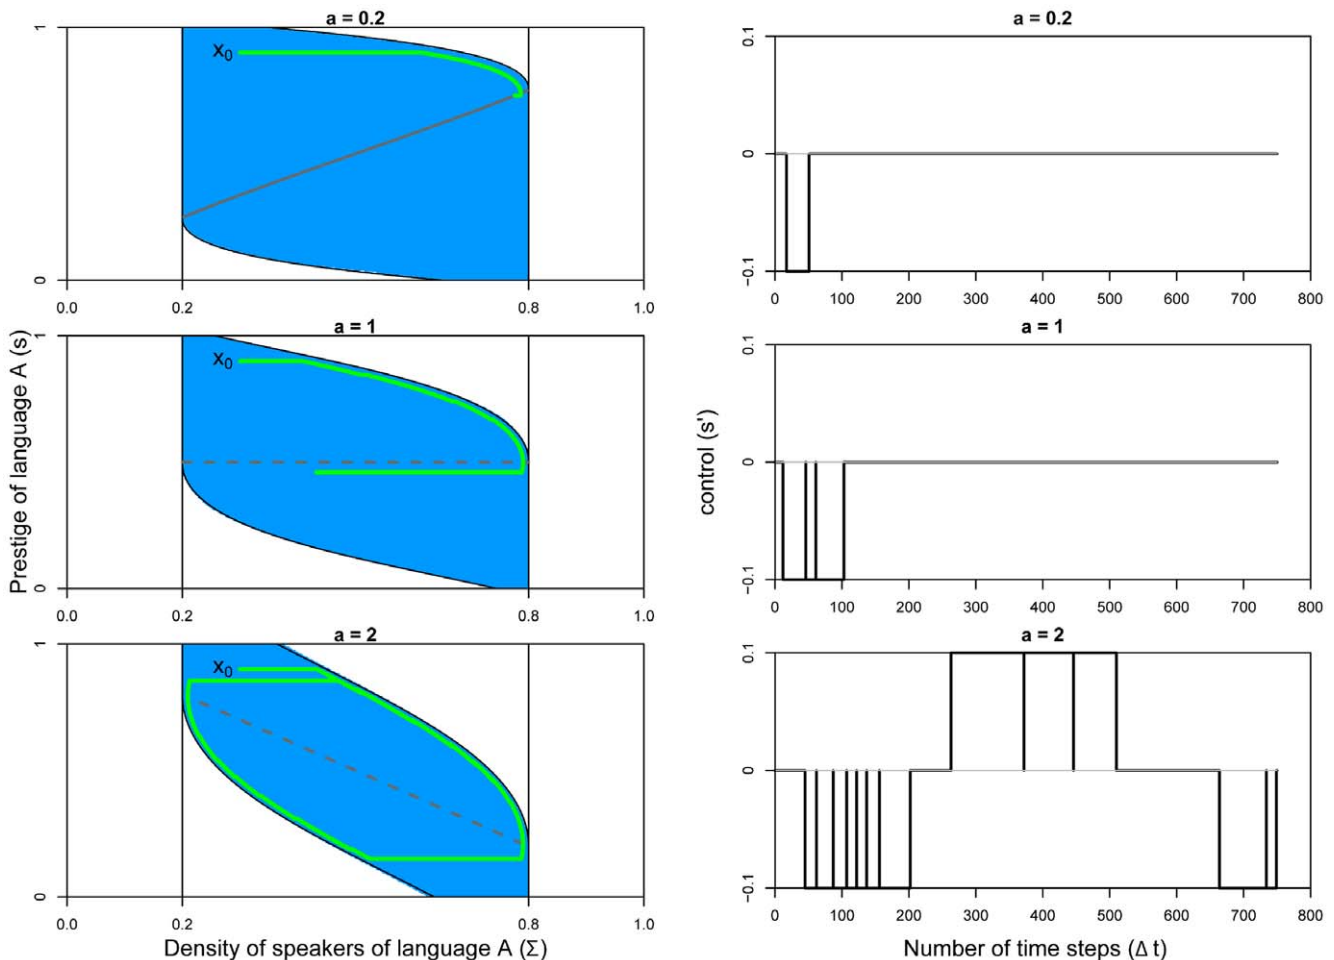 a = 0.2
1
X0
0
0.0 0.2 0.8 1.0
a = 0.2
0.1
0
−0.1
0 100 200 300 400 500 600 700 800
a = 1
1
X0
0
0.0 0.2 0.8 1.0
a = 1
0.1
0
−0.1
0 100 200 300 400 500 600 700 800
a = 2
1
X0
0
0.0 0.2 0.8 1.0
a = 2
0.1
0
−0.1
0 100 200 300 400 500 600 700 800
Prestige of language A (s)
Density of speakers of language A (Σ)
control (s')
Number of time steps (Δ t)